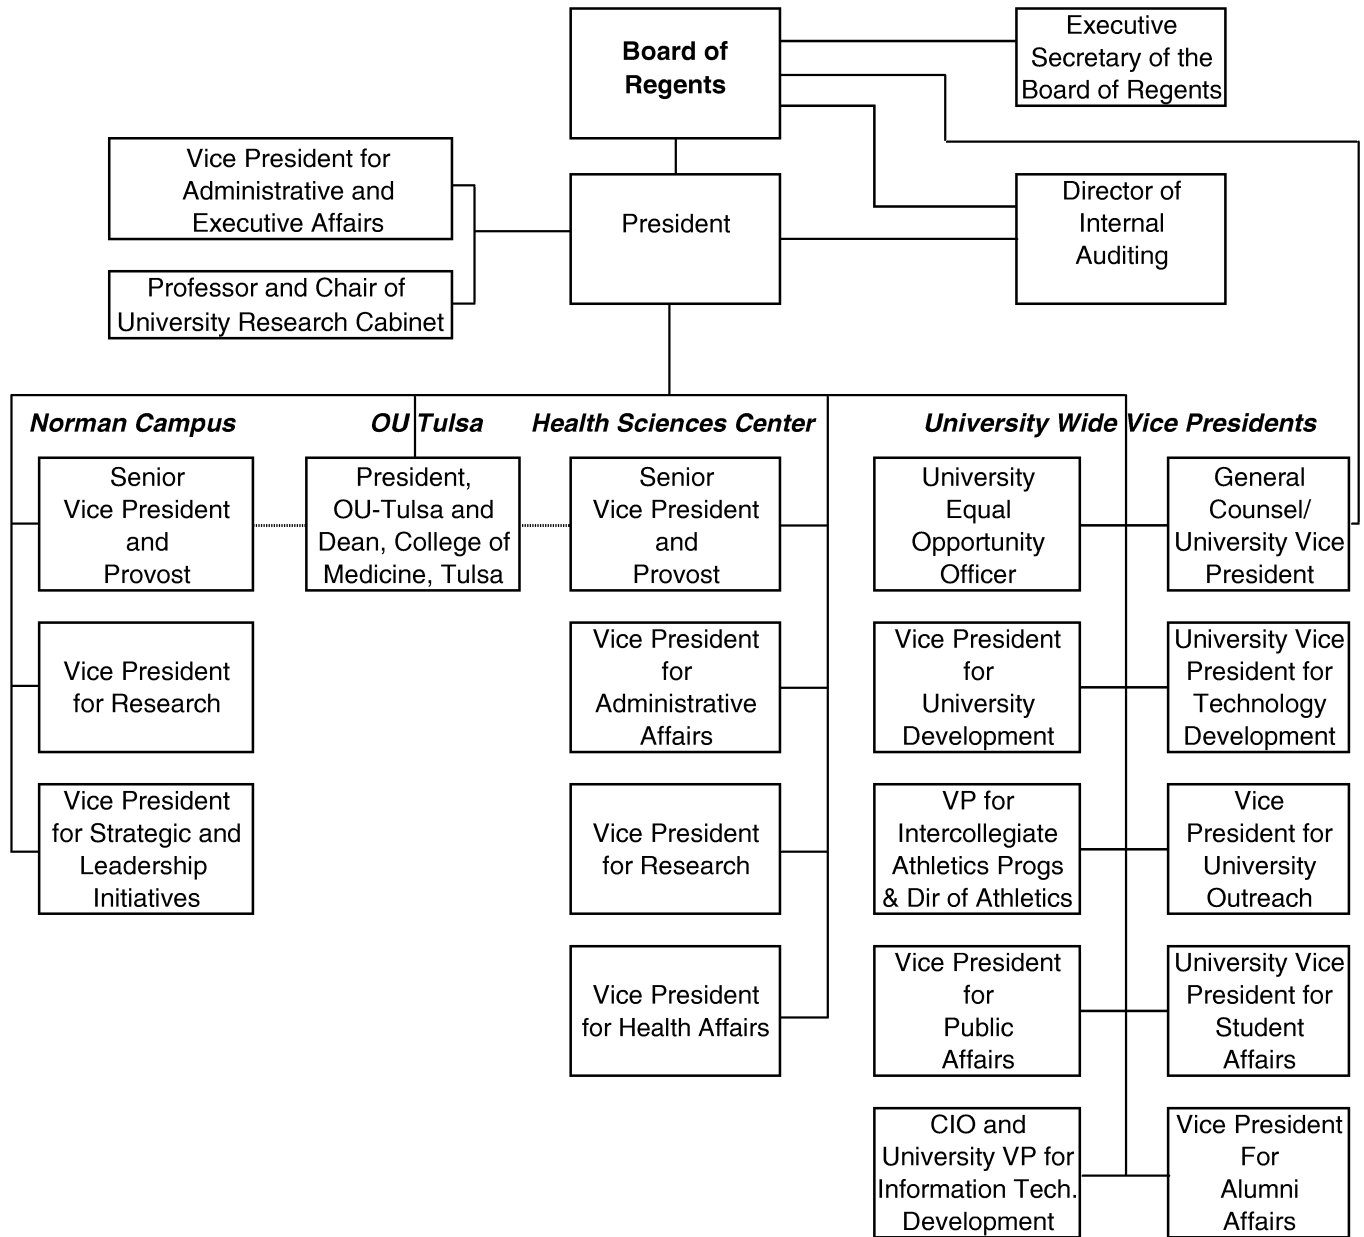 Board of
Regents
Executive
Secretary of the
Board of Regents
Vice President for
Administrative and
Executive Affairs
President
Director of
Internal
Auditing
Professor and Chair of
University Research Cabinet
Norman Campus
OU Tulsa
Health Sciences Center
University Wide Vice Presidents
Senior
Vice President
and
Provost
President,
OU-Tulsa and
Dean, College of
Medicine, Tulsa
Senior
Vice President
and
Provost
University
Equal
Opportunity
Officer
General
Counsel/
University Vice
President
Vice President
for Research
Vice President
for
Administrative
Affairs
Vice President
for
University
Development
University Vice
President for
Technology
Development
Vice President
for Strategic and
Leadership
Initiatives
Vice President
for Research
VP for
Intercollegiate
Athletics Progs
& Dir of Athletics
Vice
President for
University
Outreach
Vice President
for Health Affairs
Vice President
for
Public
Affairs
University Vice
President for
Student
Affairs
CIO and
University VP for
Information Tech.
Development
Vice President
For
Alumni
Affairs